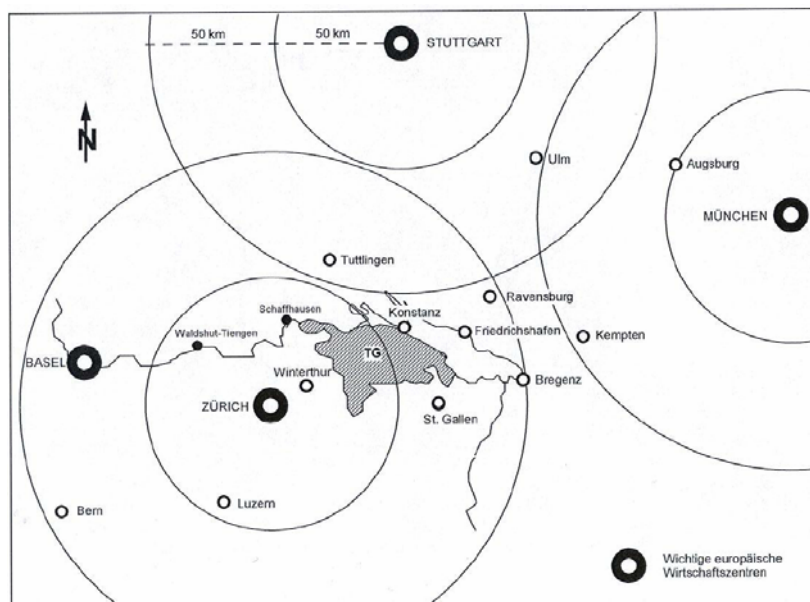 50 km
50 km
STUTTGART
N
Ulm
Augsburg
MÜNCHEN
Tuttlingen
Ravensburg
Schaffhausen
Konstanz
Waldshut-Tiengen
Friedrichshafen
Kempten
BASEL
TG
Winterthur
Bregenz
ZÜRICH
St. Gallen
Luzern
Bern
Wichtige europäische
Wirtschaftszentren